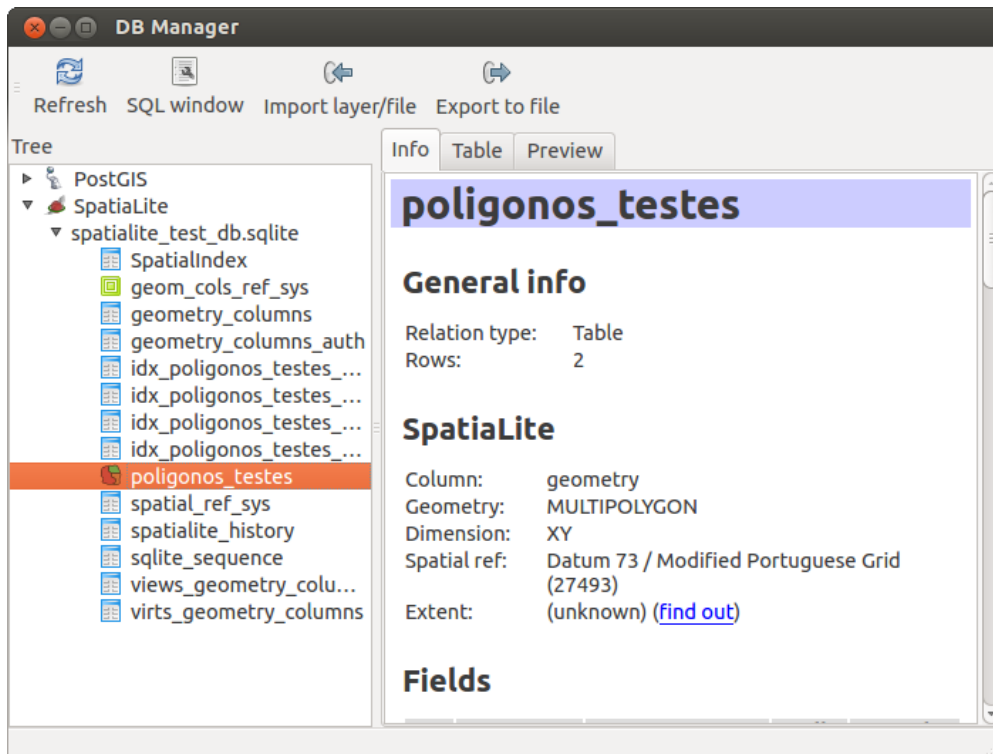 DB Manager
Refresh SQL window Import layer/file Export to file
Tree
PostGIS
SpatiaLite
spatialite_test_db.sqlite
SpatialIndex
geom_cols_ref_sys
geometry_columns
geometry_columns_auth
idx_poligonos_testes_...
idx_poligonos_testes_...
idx_poligonos_testes_...
idx_poligonos_testes_...
poligonos_testes
spatial_ref_sys
spatialite_history
sqlite_sequence
views_geometry_colu...
virts_geometry_columns
Info Table Preview
poligonos_testes
General info
Relation type: Table
Rows: 2
SpatiaLite
Column: geometry
Geometry: MULTIPOLYGON
Dimension: XY
Spatial ref: Datum 73 / Modified Portuguese Grid
(27493)
Extent: (unknown) (find out)
Fields